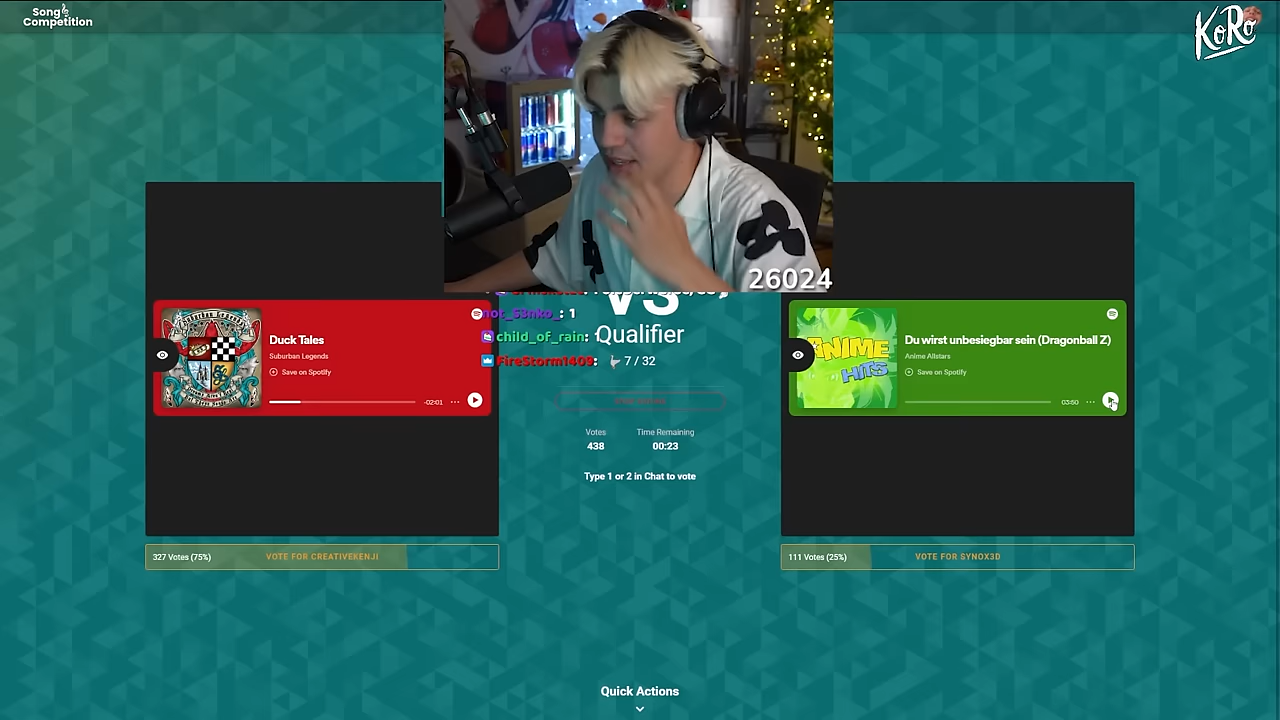 Song
Competition
KoRo
26024
VS
not_S3nko_: 1
child_of_rain:
Qualifier
FireStorm1409:
7 / 32
Duck Tales
Suburban Legends
Save on Spotify
-02:01
ANIME
HITS
Du wirst unbesiegbar sein (Dragonball Z)
Anime Allstars
Save on Spotify
03:50
Votes
438
Time Remaining
00:23
Type 1 or 2 in Chat to vote
327 Votes (75%)
VOTE FOR CREATIVEKENJI
111 Votes (25%)
VOTE FOR SYNOX3D
Quick Actions